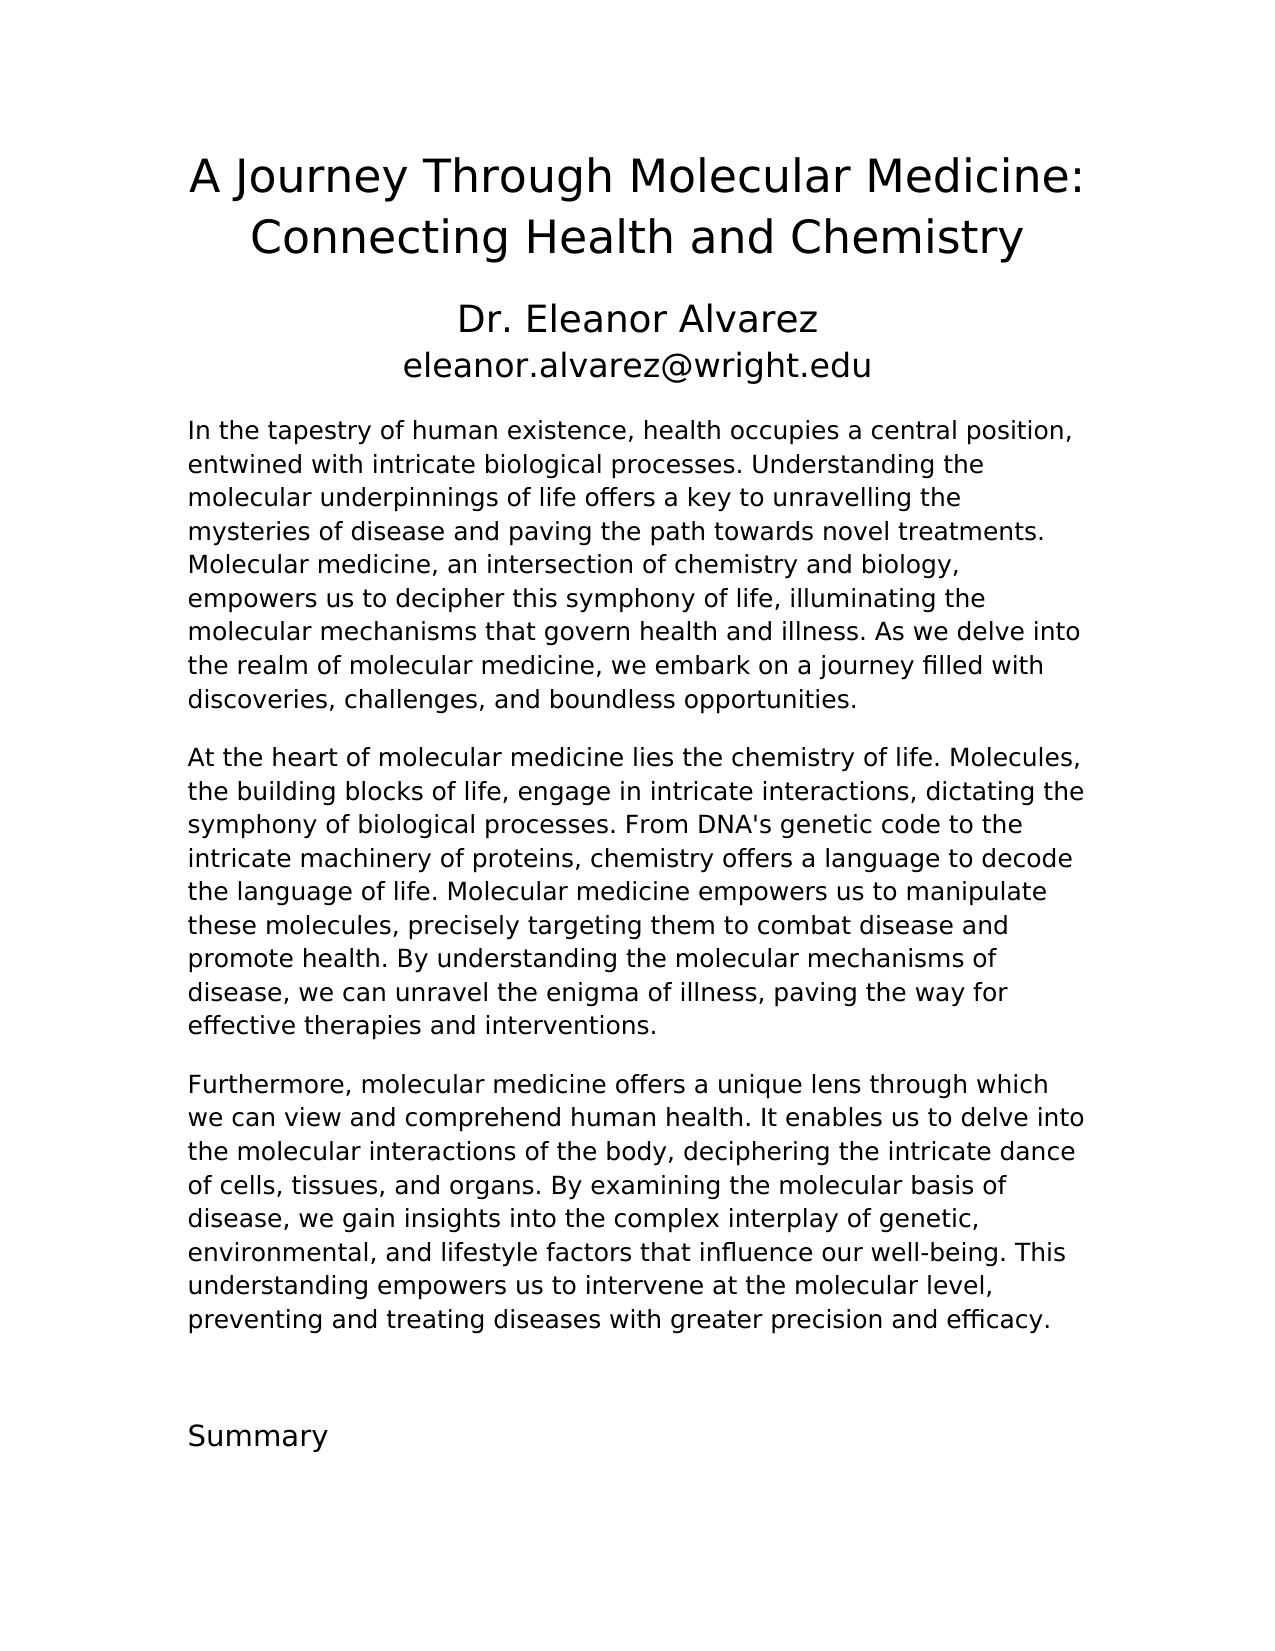 A Journey Through Molecular Medicine:
Connecting Health and Chemistry
Dr. Eleanor Alvarez
eleanor.alvarez@wright.edu
In the tapestry of human existence, health occupies a central position,
entwined with intricate biological processes. Understanding the
molecular underpinnings of life offers a key to unravelling the
mysteries of disease and paving the path towards novel treatments.
Molecular medicine, an intersection of chemistry and biology,
empowers us to decipher this symphony of life, illuminating the
molecular mechanisms that govern health and illness. As we delve into
the realm of molecular medicine, we embark on a journey filled with
discoveries, challenges, and boundless opportunities.
At the heart of molecular medicine lies the chemistry of life. Molecules,
the building blocks of life, engage in intricate interactions, dictating the
symphony of biological processes. From DNA's genetic code to the
intricate machinery of proteins, chemistry offers a language to decode
the language of life. Molecular medicine empowers us to manipulate
these molecules, precisely targeting them to combat disease and
promote health. By understanding the molecular mechanisms of
disease, we can unravel the enigma of illness, paving the way for
effective therapies and interventions.
Furthermore, molecular medicine offers a unique lens through which
we can view and comprehend human health. It enables us to delve into
the molecular interactions of the body, deciphering the intricate dance
of cells, tissues, and organs. By examining the molecular basis of
disease, we gain insights into the complex interplay of genetic,
environmental, and lifestyle factors that influence our well-being. This
understanding empowers us to intervene at the molecular level,
preventing and treating diseases with greater precision and efficacy.
Summary